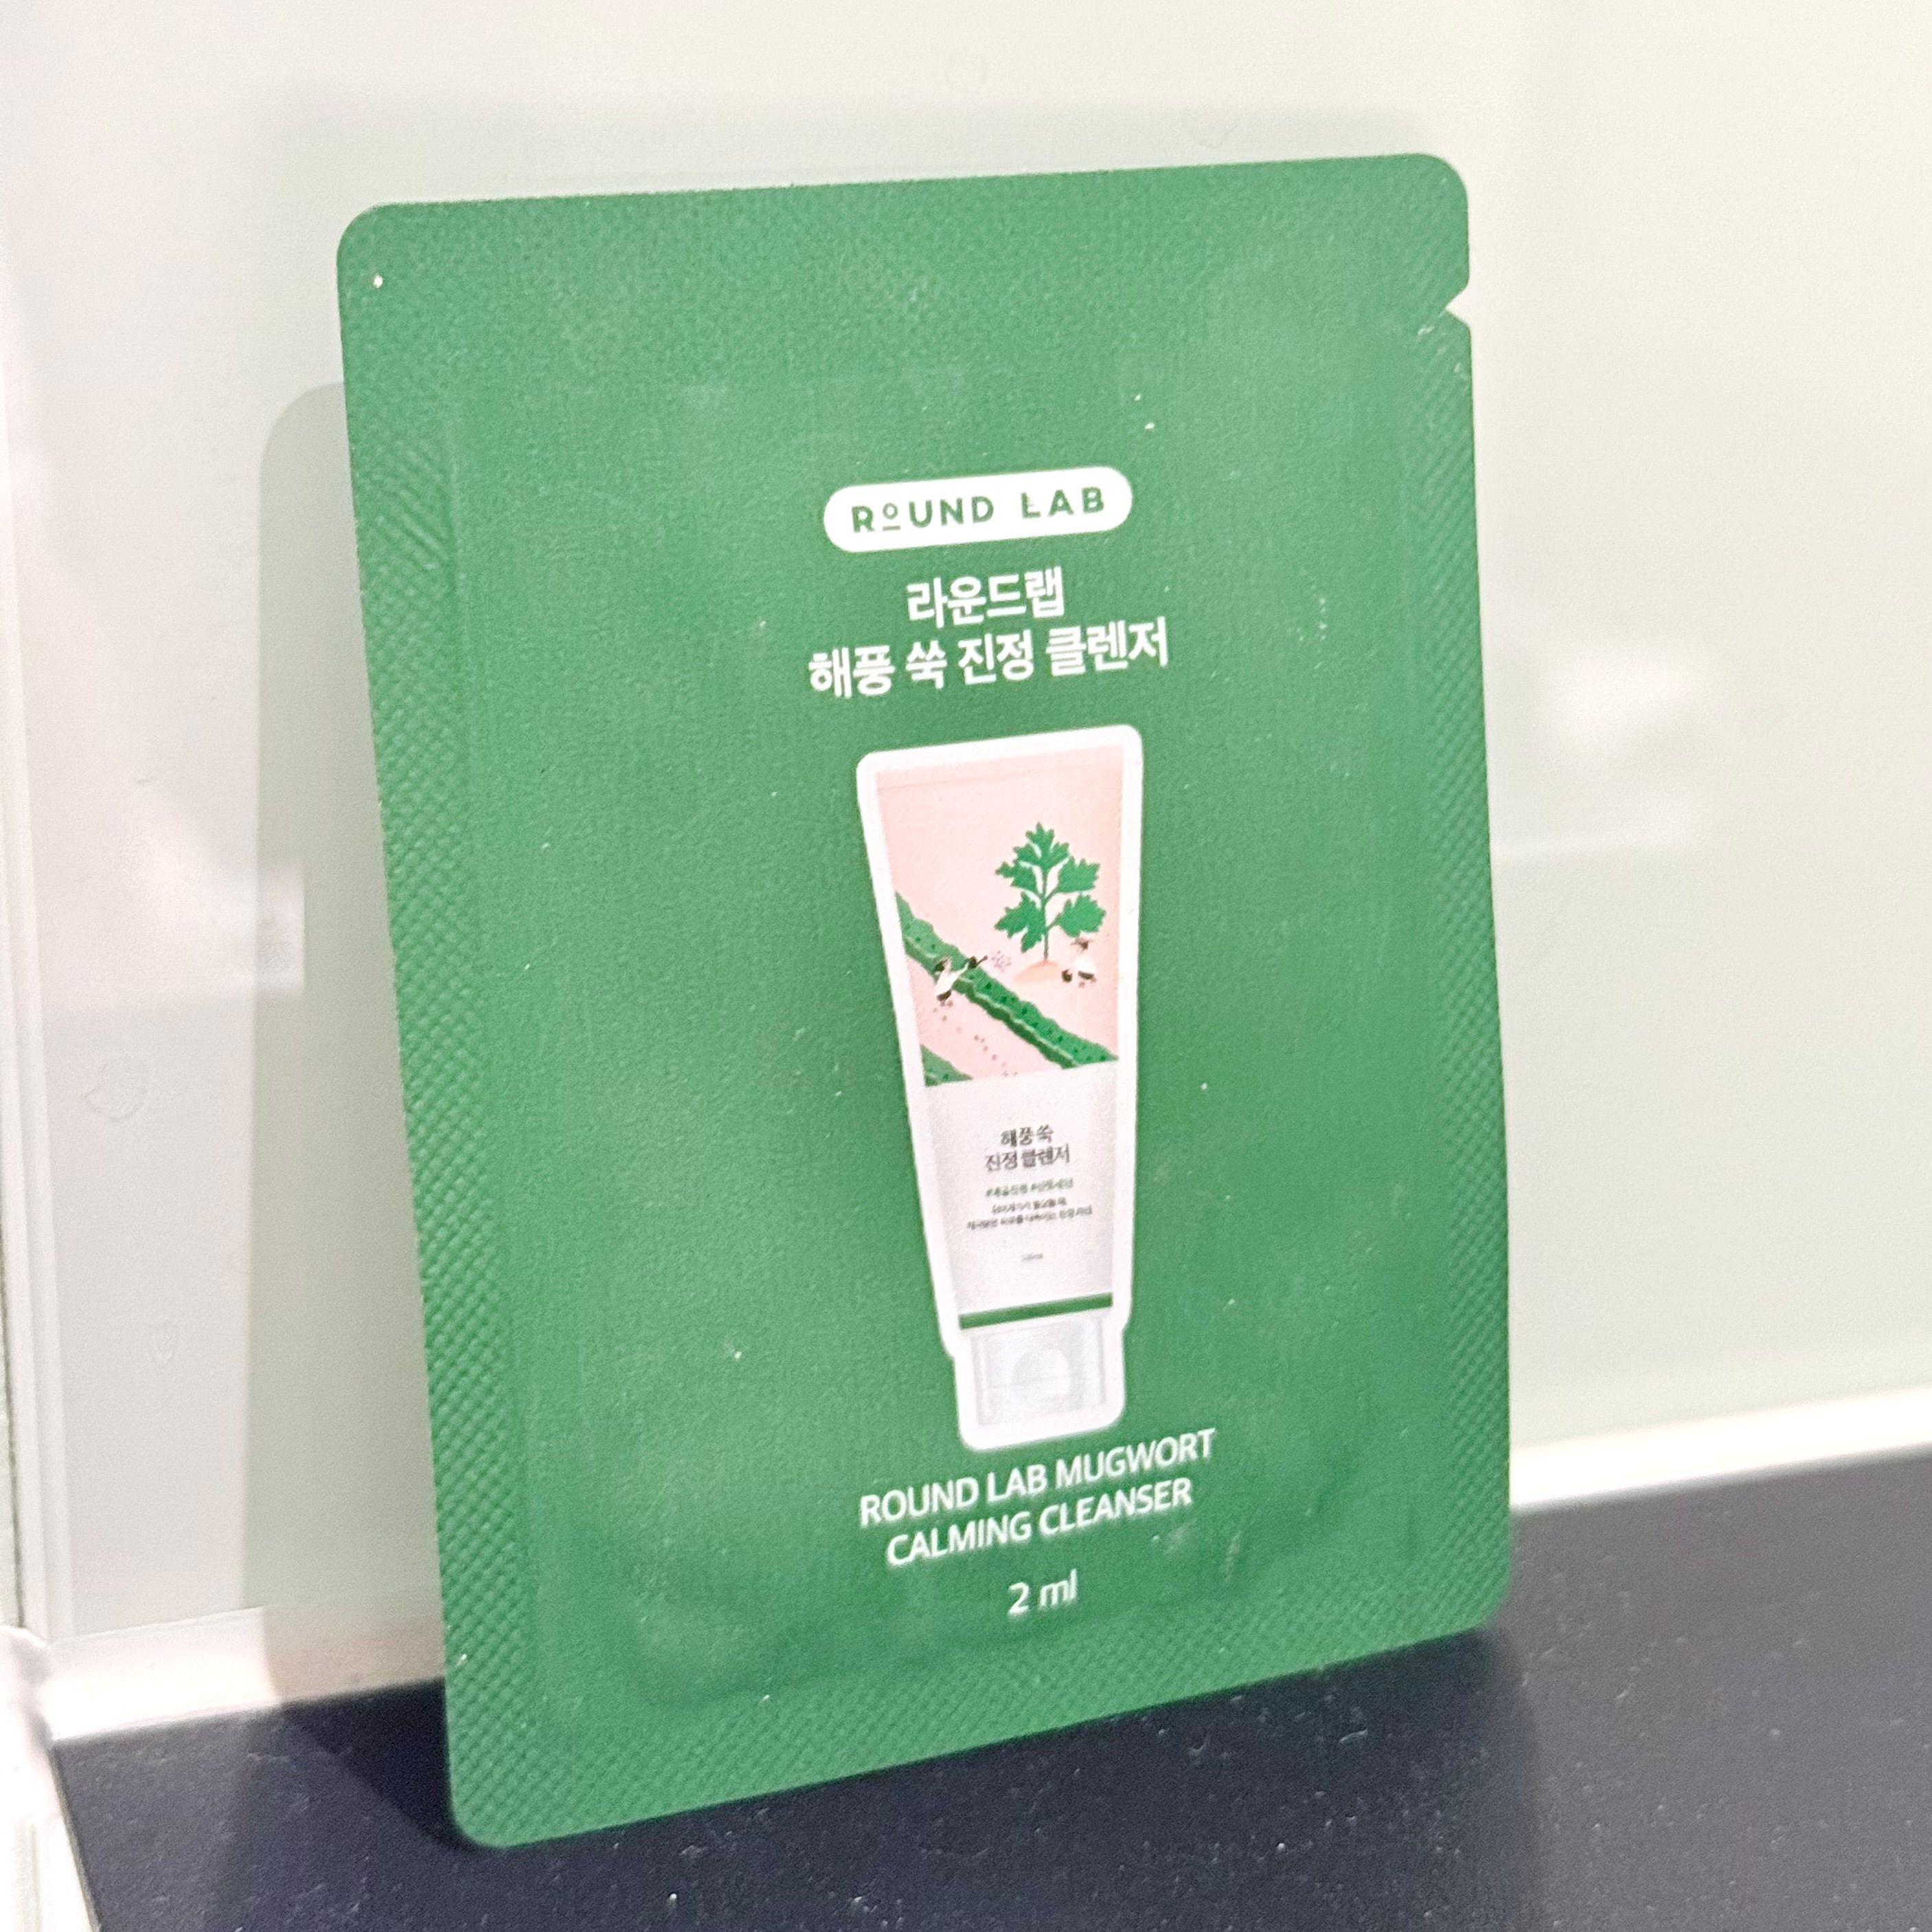 ROUND LAB
라운드랩
해풍 쑥 진정 클렌저
해풍 쑥
진정 클렌저
ROUND LAB MUGWORT
CALMING CLEANSER
2 ml